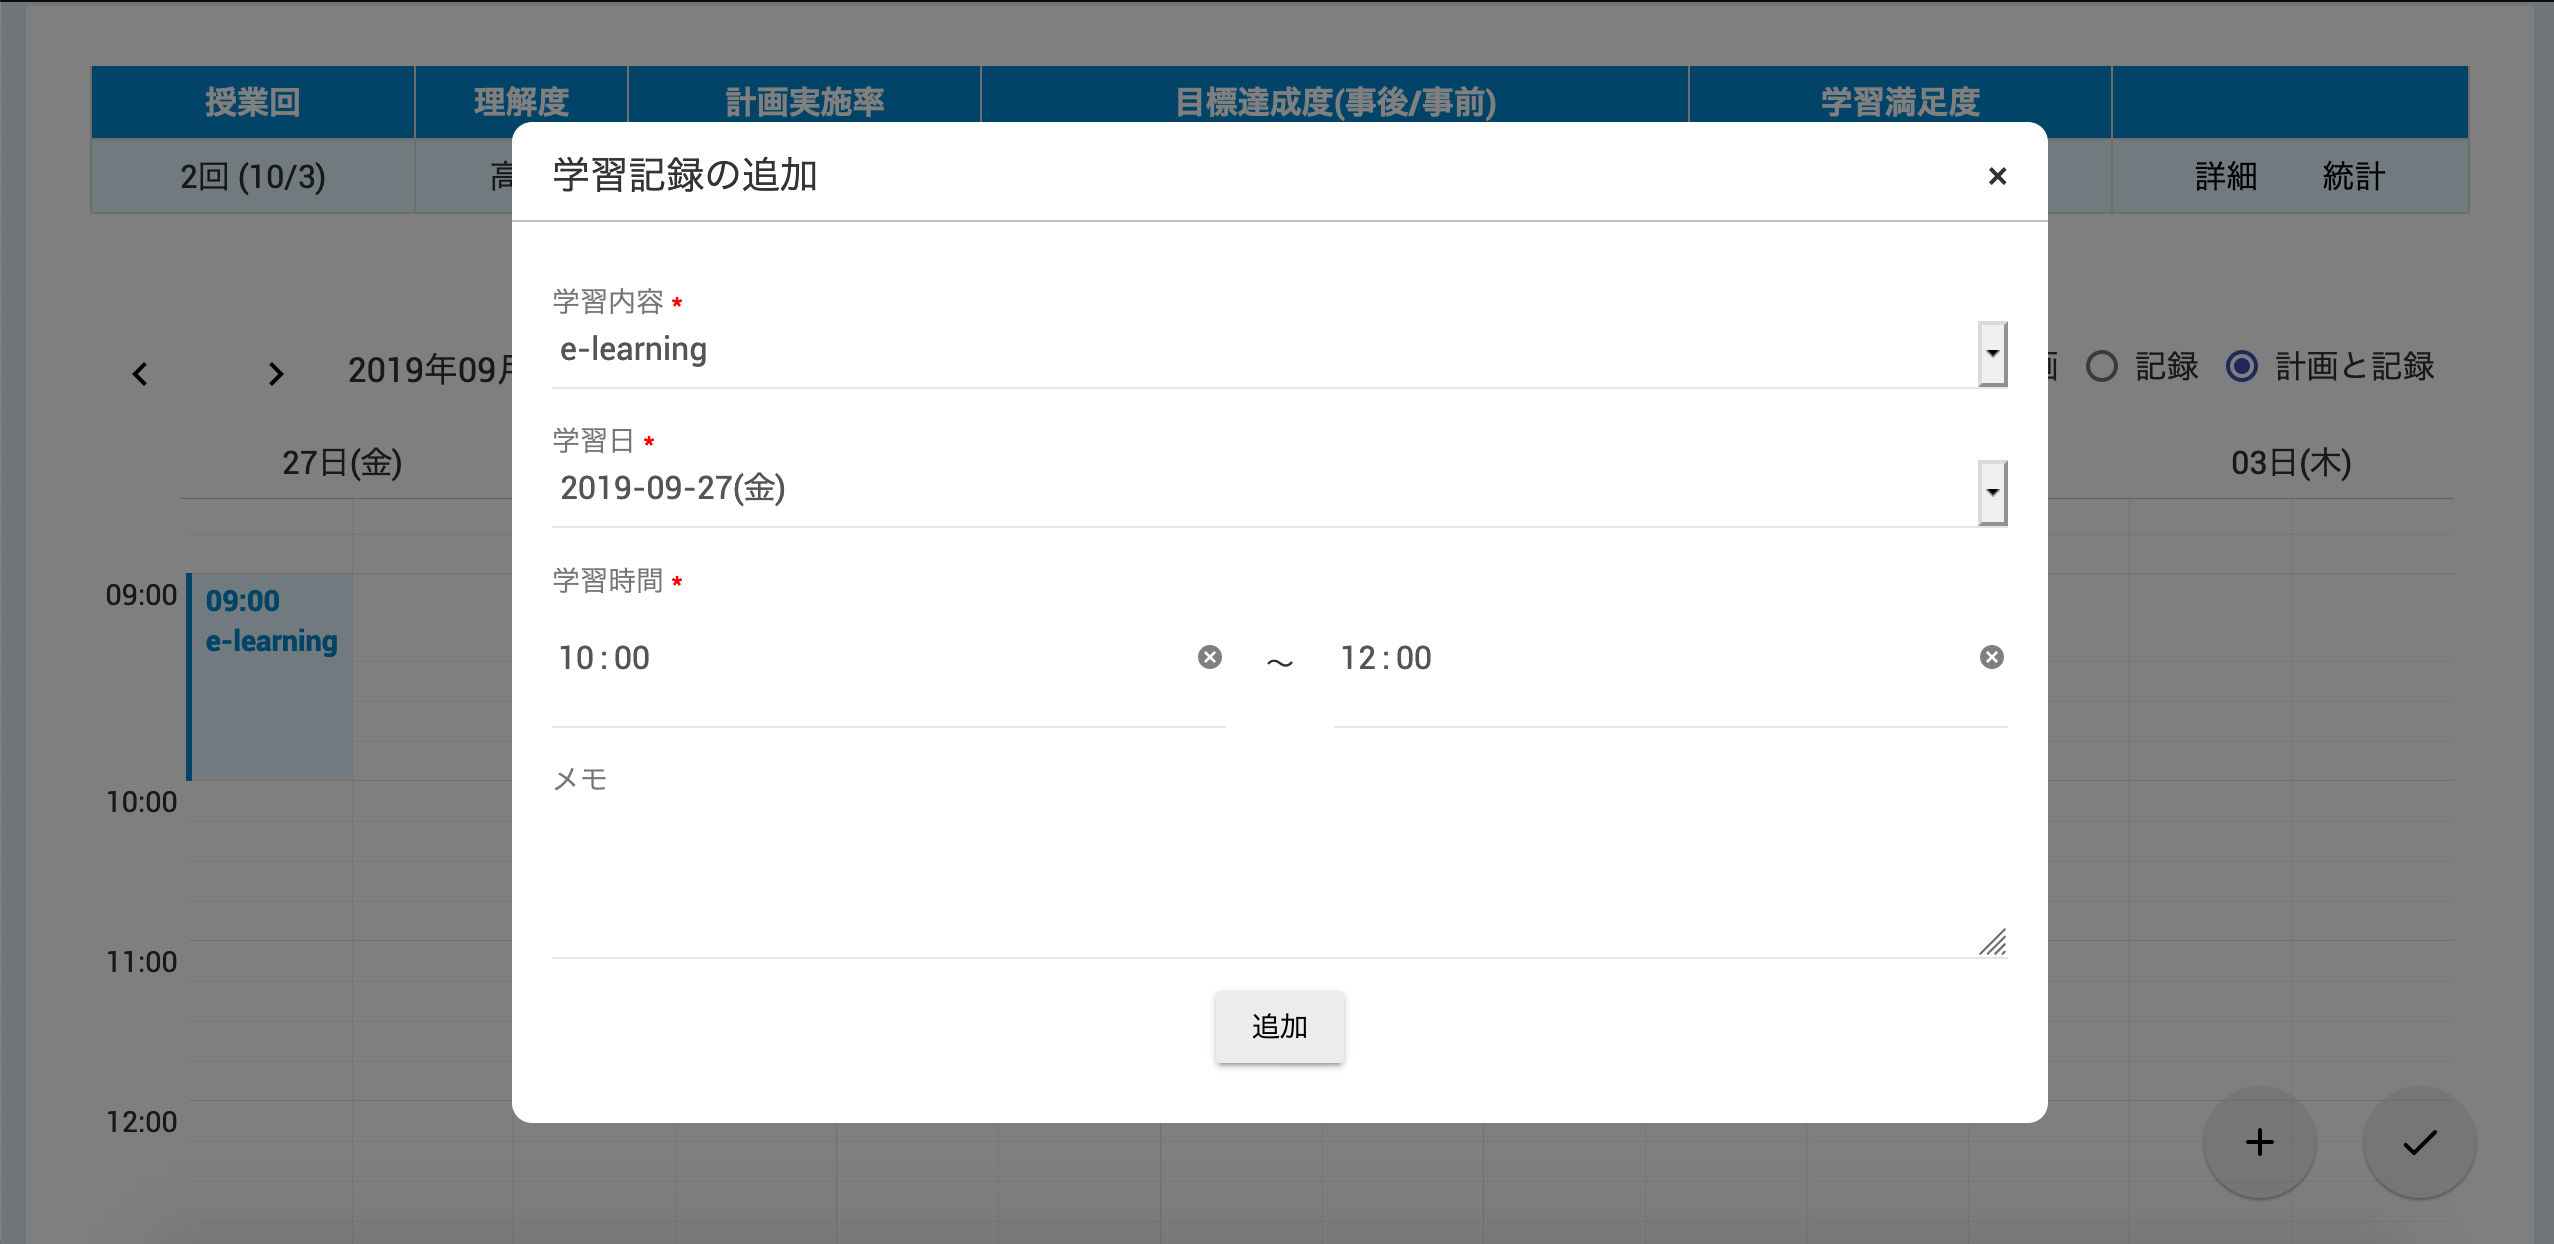 授業回 理解度 計画実施率 目標達成度(事後/事前) 学習満足度
2回 (10/3) 高 詳細 統計
学習記録の追加
学習内容 *
e-learning
2019年09月 記録 計画と記録
学習日 *
27日(金) 2019-09-27(金) 03日(木)
学習時間 *
09:00 09:00
e-learning
10:00 ～ 12:00
メモ
10:00
11:00
追加
12:00